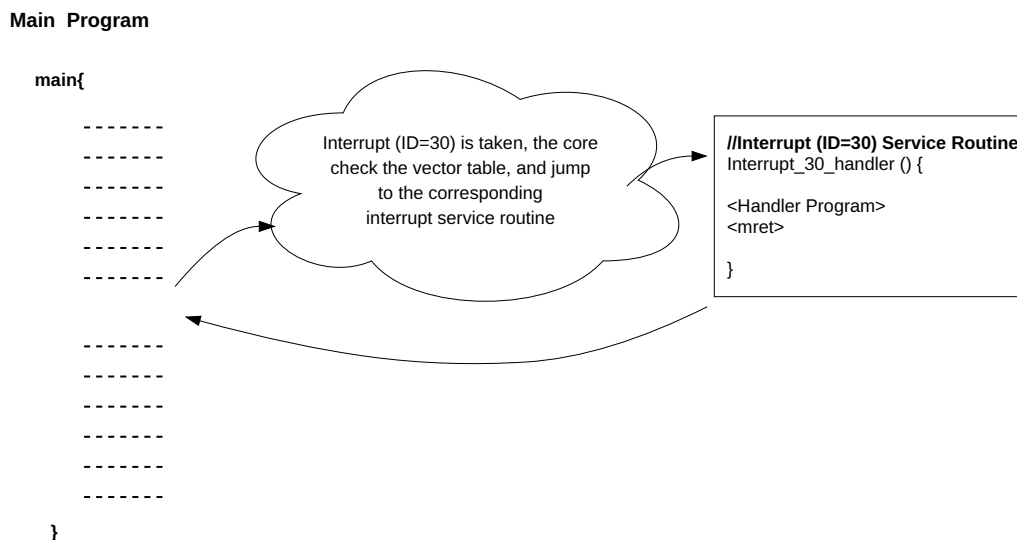 Main Program
main{
- - - - - - -
- - - - - - -
- - - - - - -
- - - - - - -
- - - - - - -
- - - - - - -
- - - - - - -
- - - - - - -
- - - - - - -
- - - - - - -
- - - - - - -
- - - - - - -
}
Interrupt (ID=30) is taken, the core
check the vector table, and jump
to the corresponding
interrupt service routine
//Interrupt (ID=30) Service Routine
Interrupt_30_handler () {
<Handler Program>
<mret>
}